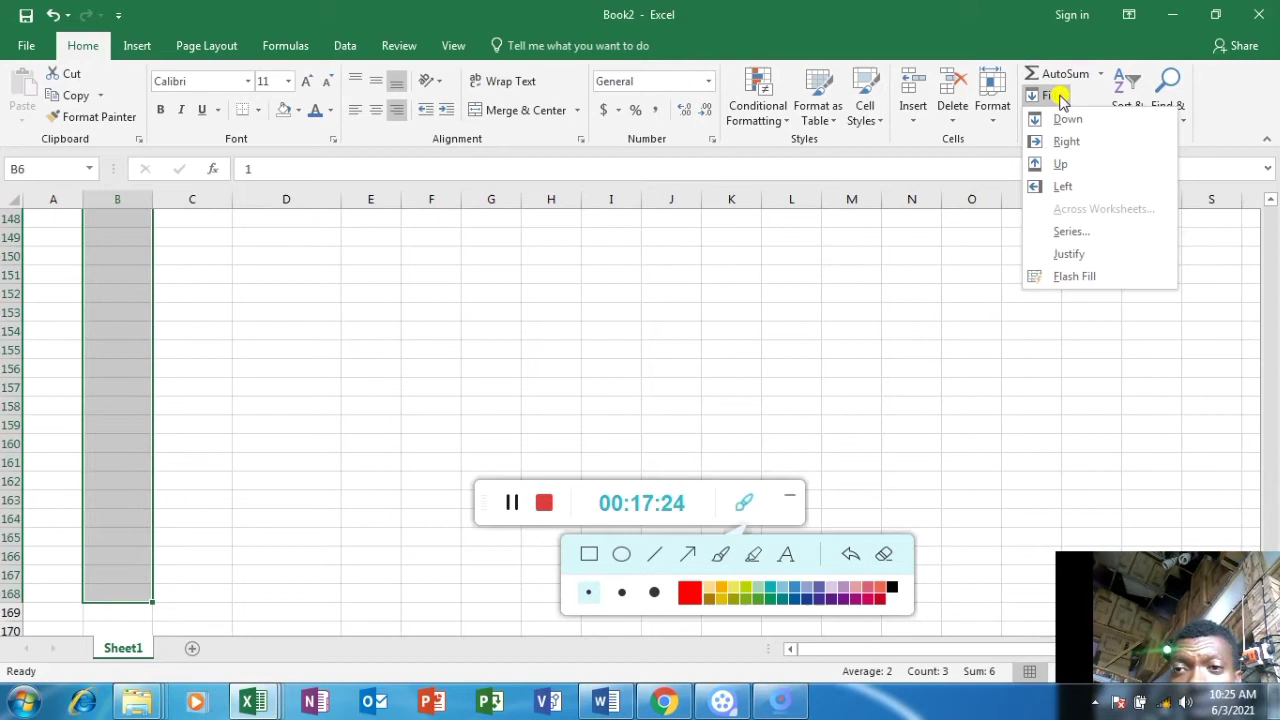 Book2 - Excel
Sign in
File Home Insert Page Layout Formulas Data Review View Tell me what you want to do Share
Cut
Copy
Format Painter
Paste
Clipboard
Calibri 11
B I U
Font
Wrap Text
Merge & Center
Alignment
General
$ % ,
Number
Conditional Formatting
Format as Table
Cell Styles
Styles
Insert
Delete
Format
Cells
AutoSum
Down
Right
Up
Left
Across Worksheets...
Series...
Justify
Flash Fill
B6 fx 1
A B C D E F G H I J K L M N O S
148
149
150
151
152
153
154
155
156
157
158
159
160
161
162
163
164
165
166
167
168
169
170
00:17:24
A
Sheet1
Ready
Average: 2 Count: 3 Sum: 6
10:25 AM
6/3/2021